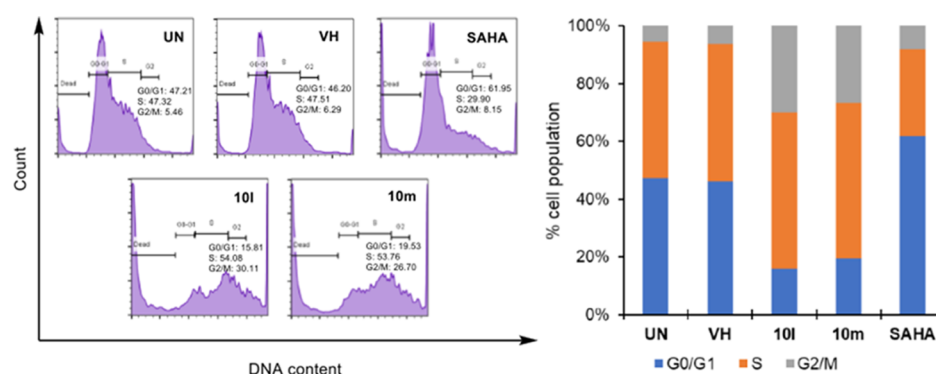 UN
G0-G1 S G2
Dead
G0/G1: 47.21
S: 47.32
G2/M: 5.46
VH
G0-G1 S G2
Dead
G0/G1: 46.20
S: 47.51
G2/M: 6.29
SAHA
G0-G1 S G2
Dead
G0/G1: 61.95
S: 29.90
G2/M: 8.15
10l
G0-G1 S G2
Dead
G0/G1: 15.81
S: 54.08
G2/M: 30.11
10m
G0-G1 S G2
Dead
G0/G1: 19.53
S: 53.76
G2/M: 26.70
Count
DNA content
% cell population
100%
80%
60%
40%
20%
0%
UN VH 10l 10m SAHA
G0/G1 S G2/M